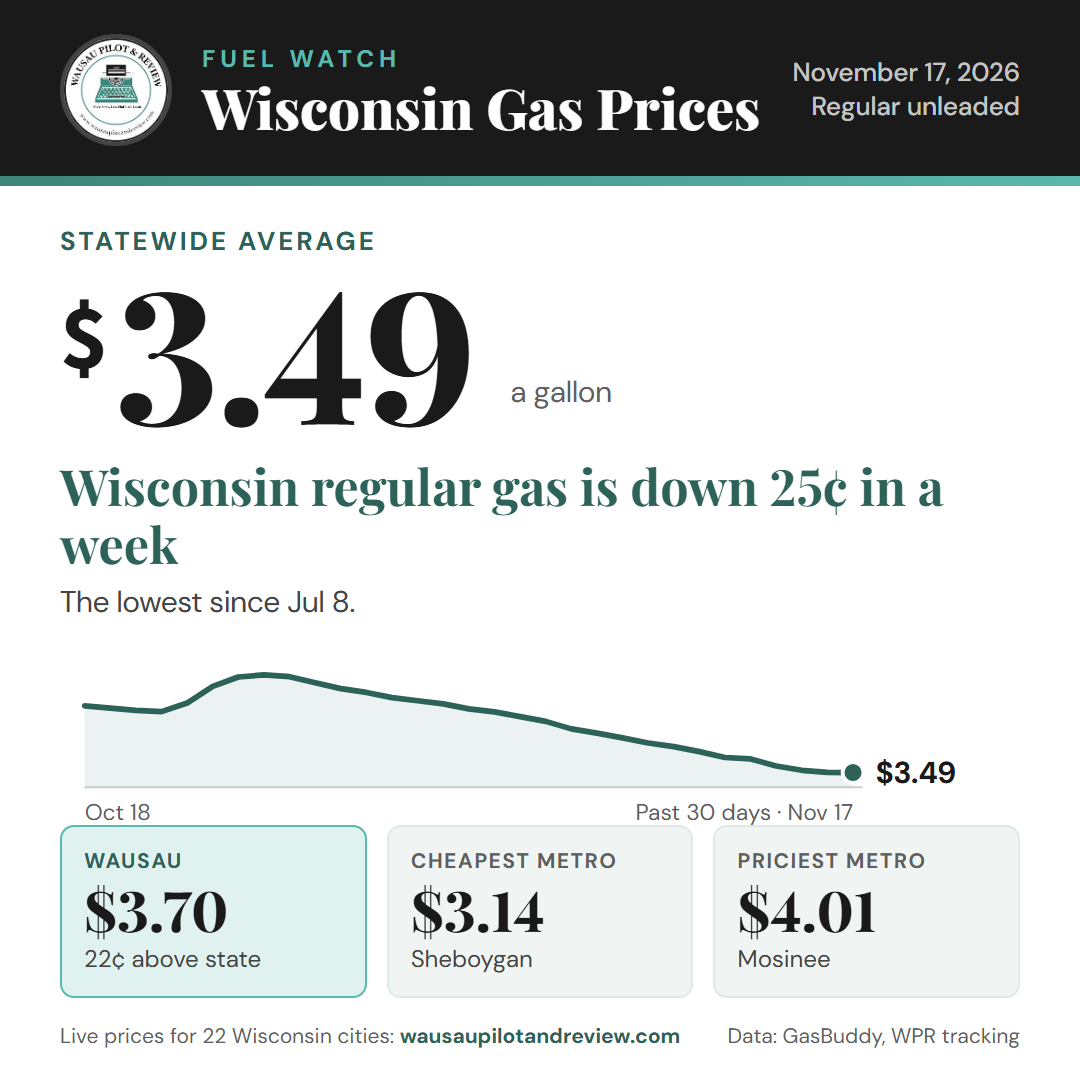 WAUSAU PILOT & REVIEW
FUEL WATCH
Wisconsin Gas Prices
November 17, 2026
Regular unleaded
STATEWIDE AVERAGE
$3.49 a gallon
Wisconsin regular gas is down 25¢ in a
week
The lowest since Jul 8.
$3.49
Oct 18
Past 30 days · Nov 17
WAUSAU
$3.70
22¢ above state
CHEAPEST METRO
$3.14
Sheboygan
PRICIEST METRO
$4.01
Mosinee
Live prices for 22 Wisconsin cities: wausaupilotandreview.com
Data: GasBuddy, WPR tracking